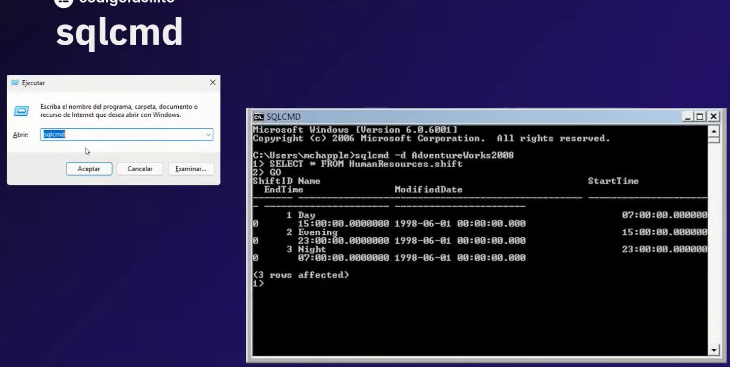 codigofacilito
sqlcmd
Ejecutar
Escriba el nombre del programa, carpeta, documento o
recurso de Internet que desea abrir con Windows.
Abrir:
sqlcmd
Aceptar
Cancelar
Examinar...
SQLCMD
Microsoft Windows [Version 6.0.6001]
Copyright (c) 2006 Microsoft Corporation. All rights reserved.
C:\Users\mchapple>sqlcmd -d AdventureWorks2008
1> SELECT * FROM HumanResources.shift
2> GO
ShiftID Name StartTime
EndTime ModifiedDate
------- -------------------------------------------------- ----------------
- ---------------- -----------------------
1 Day 07:00:00.000000
0 15:00:00.0000000 1998-06-01 00:00:00.000
2 Evening 15:00:00.000000
0 23:00:00.0000000 1998-06-01 00:00:00.000
3 Night 23:00:00.000000
0 07:00:00.0000000 1998-06-01 00:00:00.000
(3 rows affected)
1>